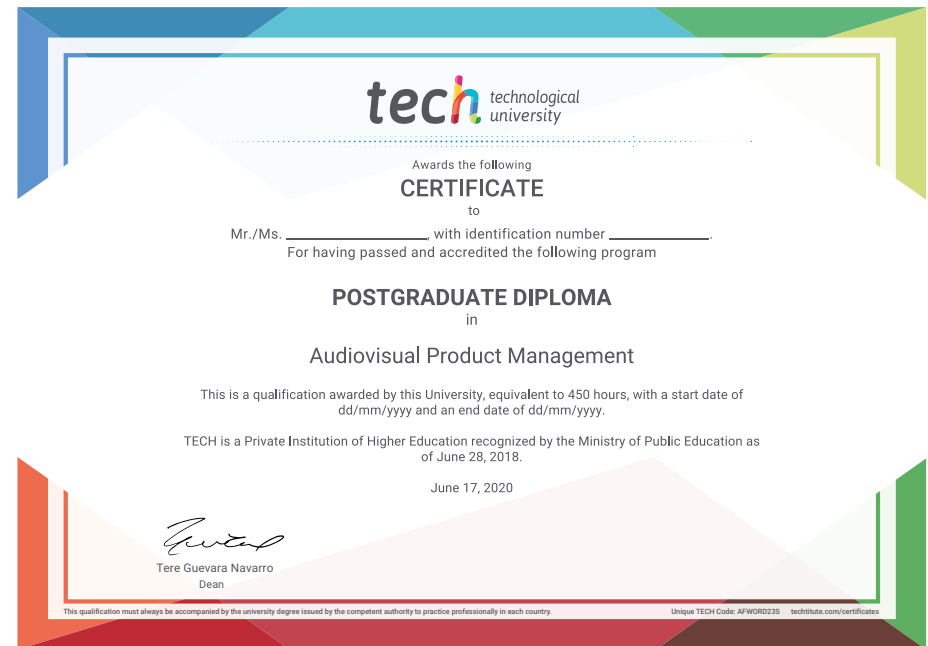 tech technological
university
Awards the following
CERTIFICATE
to
Mr./Ms. ____________________, with identification number ______________.
For having passed and accredited the following program
POSTGRADUATE DIPLOMA
in
Audiovisual Product Management
This is a qualification awarded by this University, equivalent to 450 hours, with a start date of
dd/mm/yyyy and an end date of dd/mm/yyyy.
TECH is a Private Institution of Higher Education recognized by the Ministry of Public Education as
of June 28, 2018.
June 17, 2020
Tere Guevara Navarro
Dean
This qualification must always be accompanied by the university degree issued by the competent authority to practice professionally in each country. Unique TECH Code: AFWORD23S techtitute.com/certificates